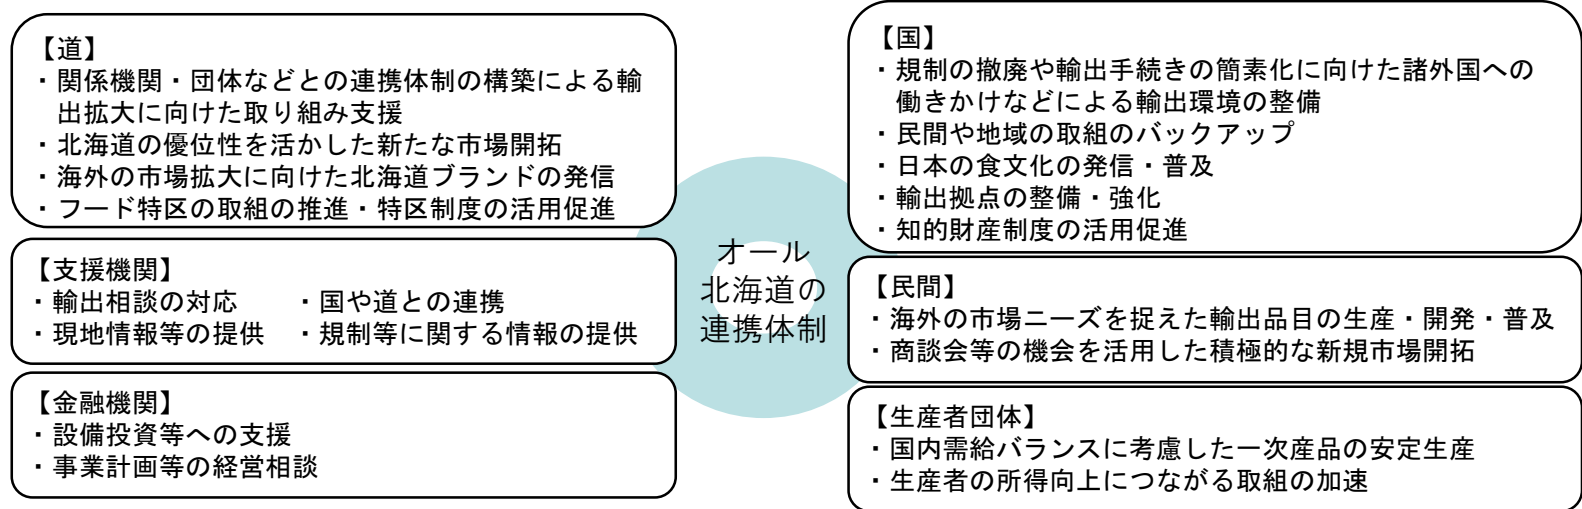 【道】
・関係機関・団体などとの連携体制の構築による輸
出拡大に向けた取り組み支援
・北海道の優位性を活かした新たな市場開拓
・海外の市場拡大に向けた北海道ブランドの発信
・フード特区の取組の推進・特区制度の活用促進
【支援機関】
・輸出相談の対応　・国や道との連携
・現地情報等の提供　・規制等に関する情報の提供
【金融機関】
・設備投資等への支援
・事業計画等の経営相談
オール
北海道の
連携体制
【国】
・規制の撤廃や輸出手続きの簡素化に向けた諸外国への
働きかけなどによる輸出環境の整備
・民間や地域の取組のバックアップ
・日本の食文化の発信・普及
・輸出拠点の整備・強化
・知的財産制度の活用促進
【民間】
・海外の市場ニーズを捉えた輸出品目の生産・開発・普及
・商談会等の機会を活用した積極的な新規市場開拓
【生産者団体】
・国内需給バランスに考慮した一次産品の安定生産
・生産者の所得向上につながる取組の加速